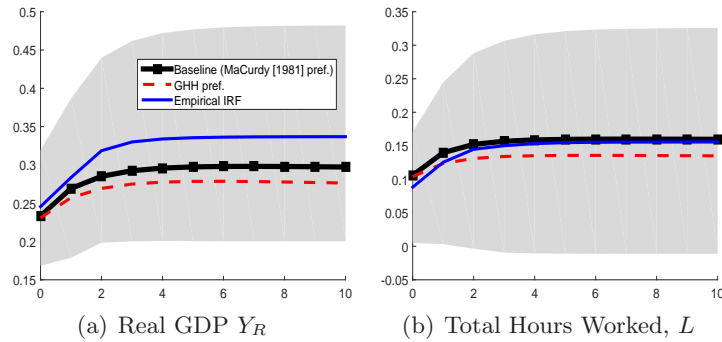 0.5
0.45
0.4
0.35
0.3
0.25
0.2
0.15
0 2 4 6 8 10
Baseline (MaCurdy [1981] pref.)
GHH pref.
Empirical IRF
(a) Real GDP Y_R
0.35
0.3
0.25
0.2
0.15
0.1
0.05
0
-0.05
0 2 4 6 8 10
(b) Total Hours Worked, L